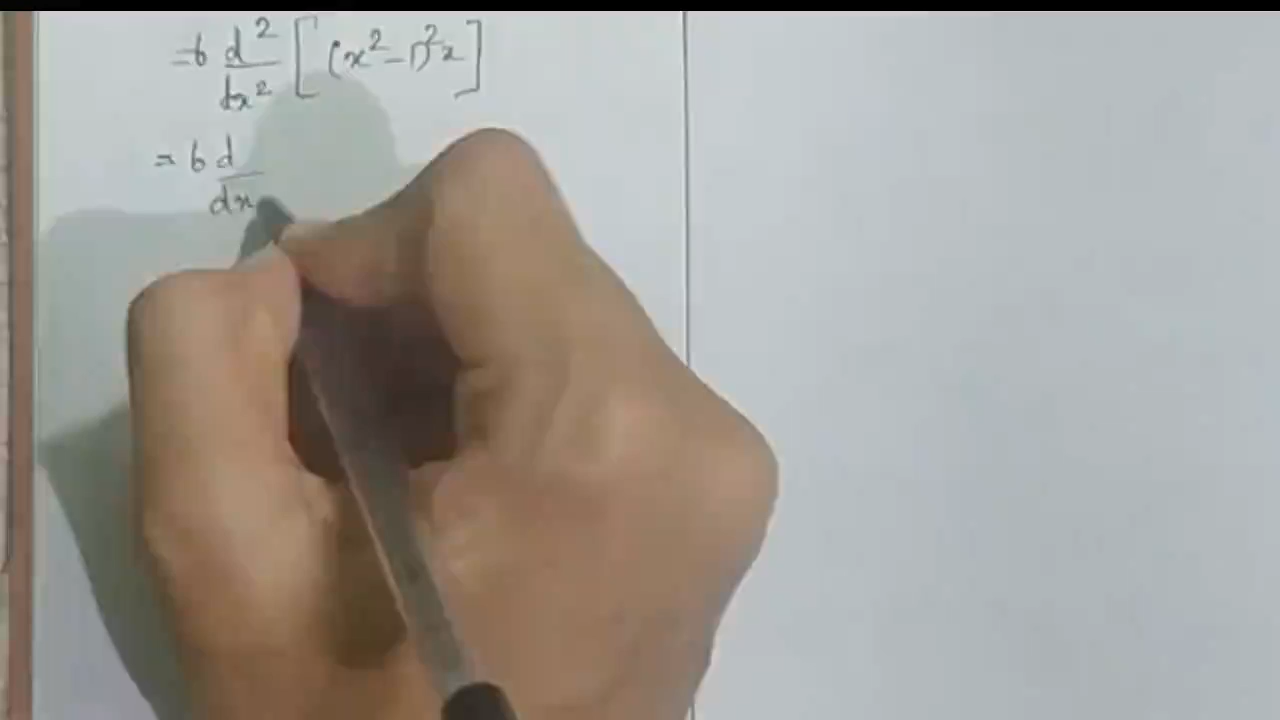 = 6 d²/dx² [ (x² - 1)² x ]
= 6 d/dx